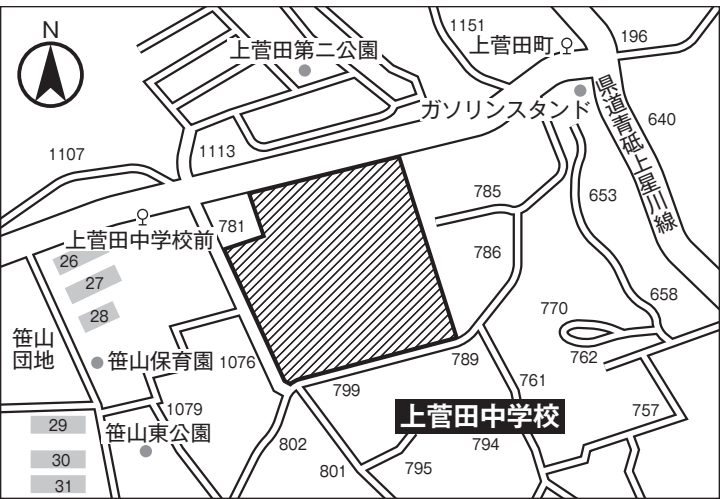 N
1151
上菅田町
196
上菅田第二公園
ガソリンスタンド
県道青砥上星川線
640
1107
1113
785
653
781
上菅田中学校前
26
27
28
786
658
770
762
笹山
団地
笹山保育園
1076
789
799
761
757
上菅田中学校
1079
笹山東公園
29
30
31
802
801
795
794